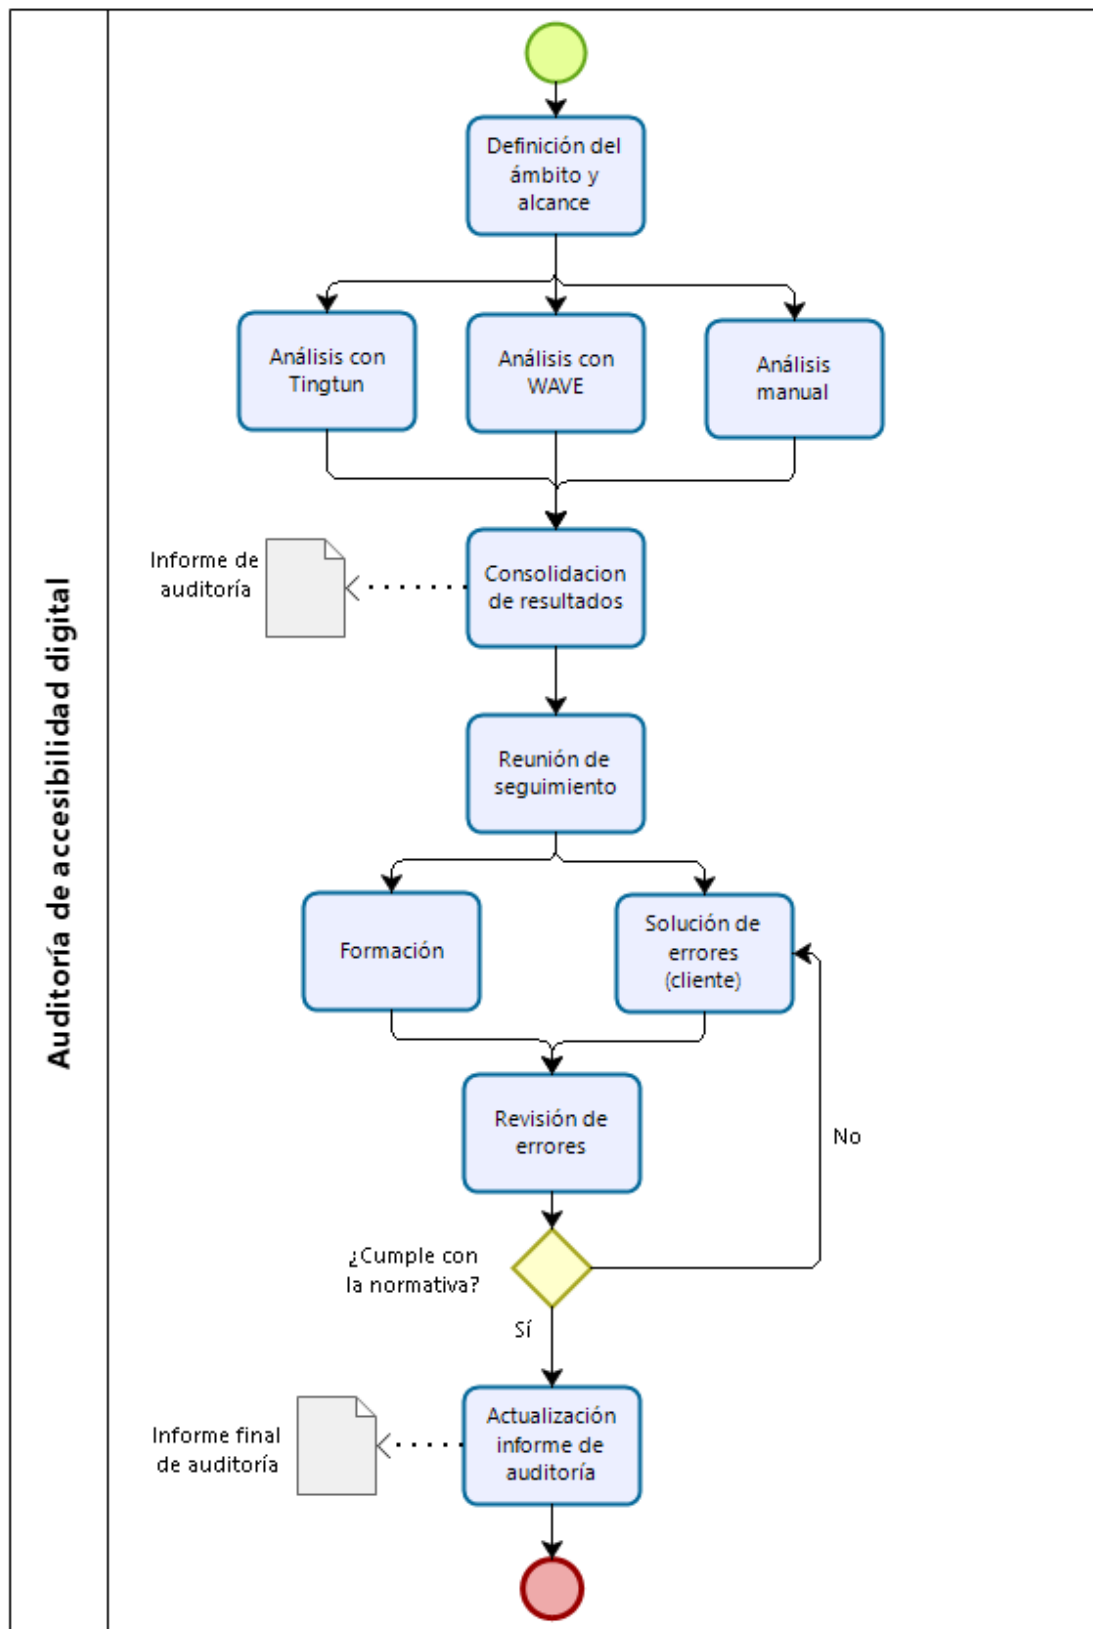 Auditoría de accesibilidad digital
Definición del
ámbito y
alcance
Análisis con
Tingtun
Análisis con
WAVE
Análisis
manual
Informe de
auditoría
Consolidacion
de resultados
Reunión de
seguimiento
Formación
Solución de
errores
(cliente)
Revisión de
errores
No
¿Cumple con
la normativa?
Sí
Informe final
de auditoría
Actualización
informe de
auditoría